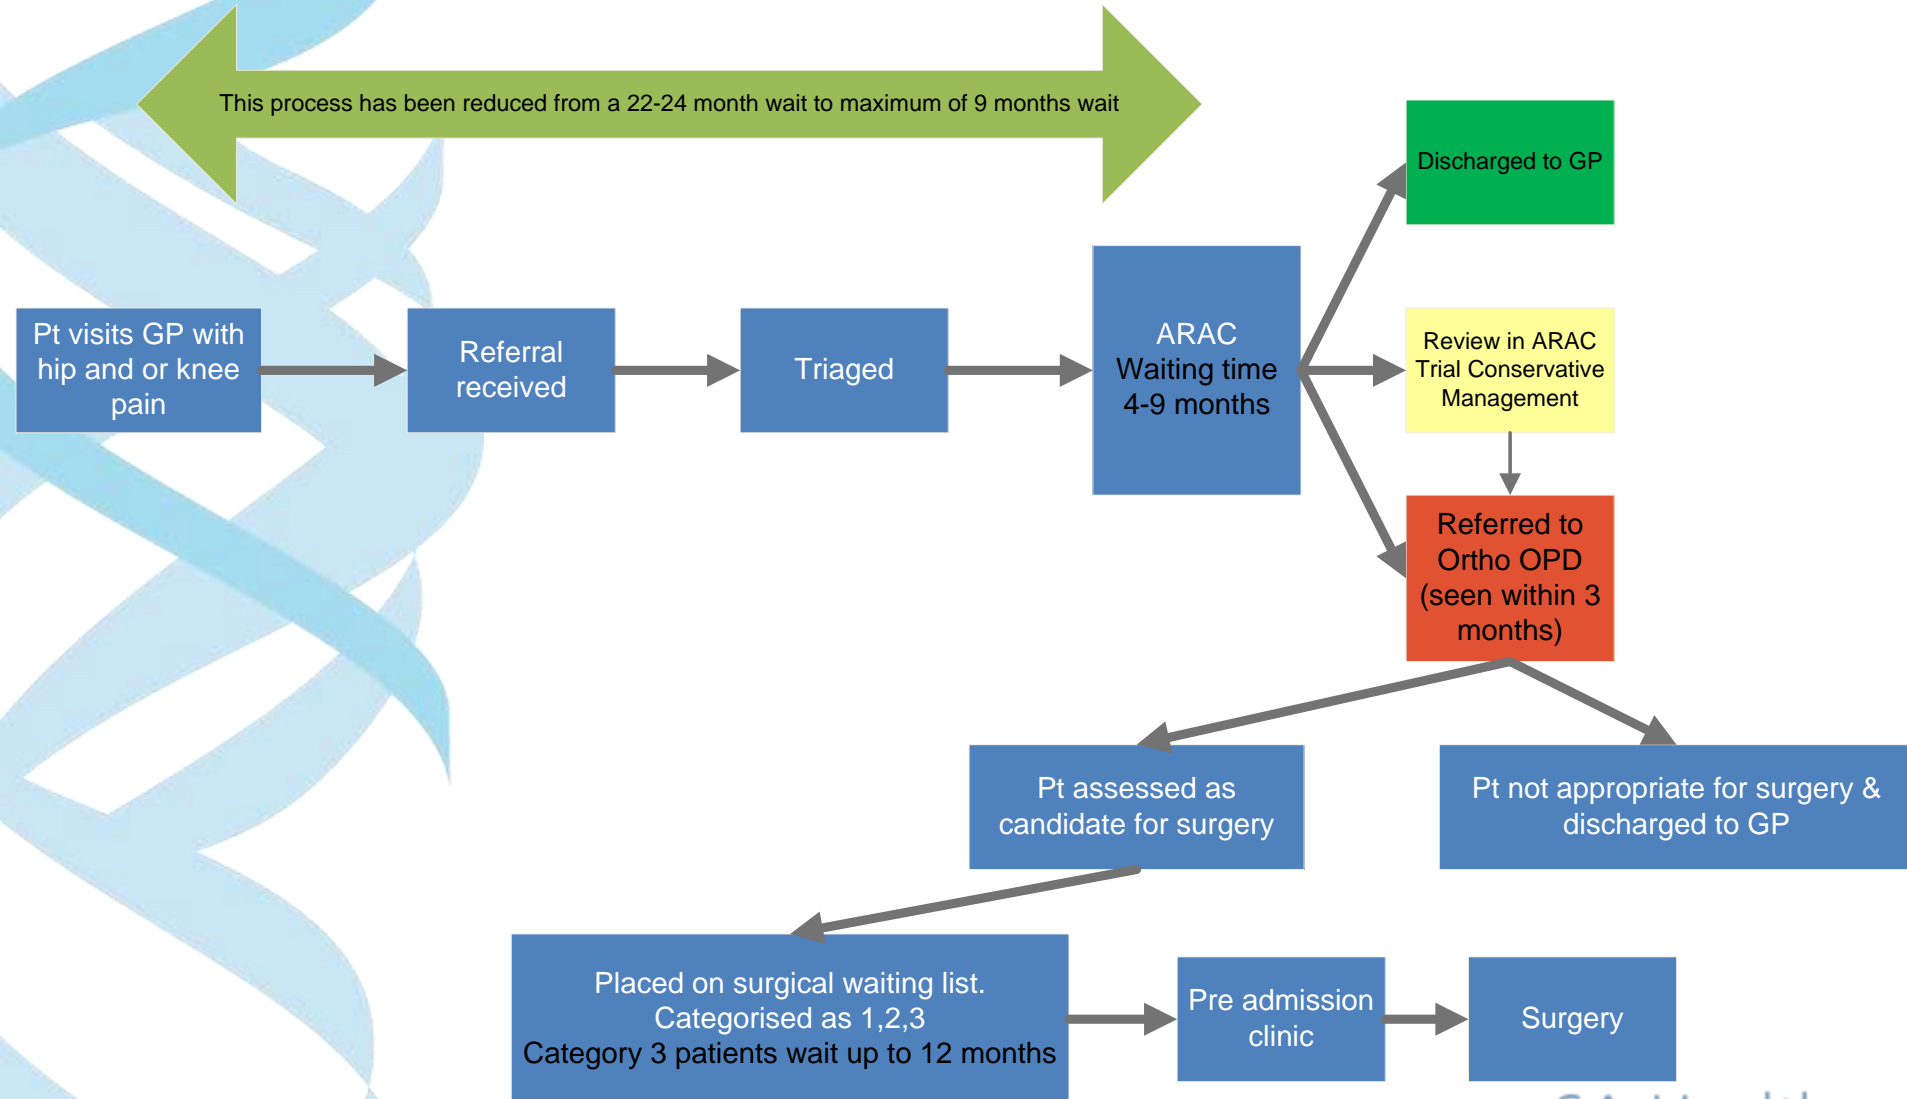 This process has been reduced from a 22-24 month wait to maximum of 9 months wait
Discharged to GP
Pt visits GP with
hip and or knee
pain
Referral
received
Triaged
ARAC
Waiting time
4-9 months
Review in ARAC
Trial Conservative
Management
Referred to
Ortho OPD
(seen within 3
months)
Pt assessed as
candidate for surgery
Pt not appropriate for surgery &
discharged to GP
Placed on surgical waiting list.
Categorised as 1,2,3
Category 3 patients wait up to 12 months
Pre admission
clinic
Surgery